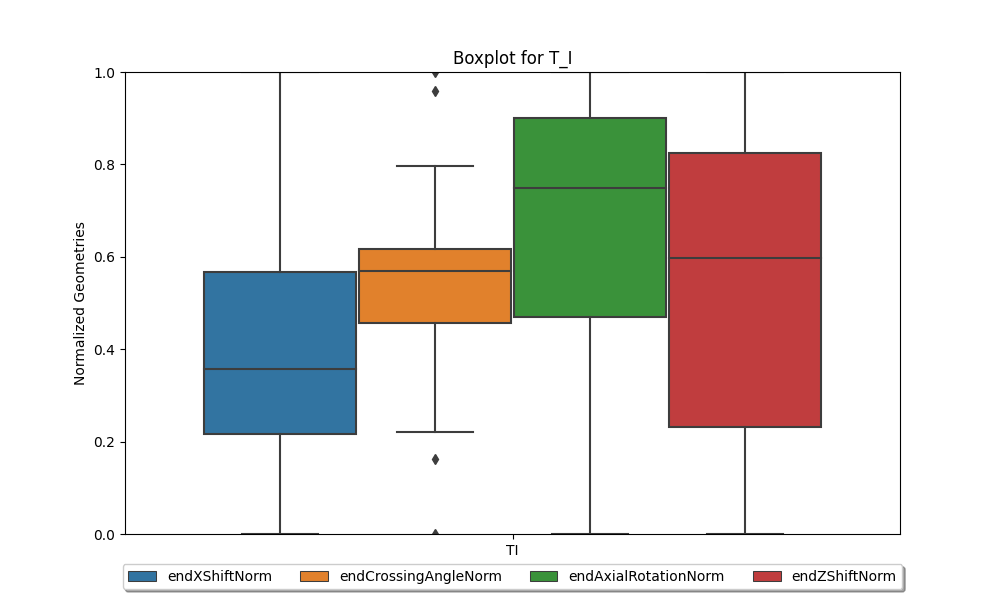 Boxplot for T_I
1.0
0.8
0.6
0.4
0.2
0.0
Normalized Geometries
TI
endXShiftNorm endCrossingAngleNorm endAxialRotationNorm endZShiftNorm